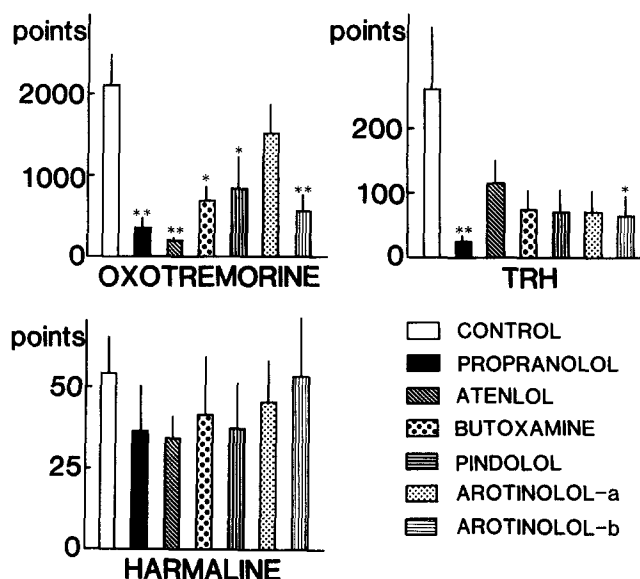 points
2000
1000
0
**
**
*
*
**
OXOTREMORINE
points
200
100
0
**
*
TRH
points
50
25
0
HARMALINE
CONTROL
PROPRANOLOL
ATENLOL
BUTOXAMINE
PINDOLOL
AROTINOLOL-a
AROTINOLOL-b